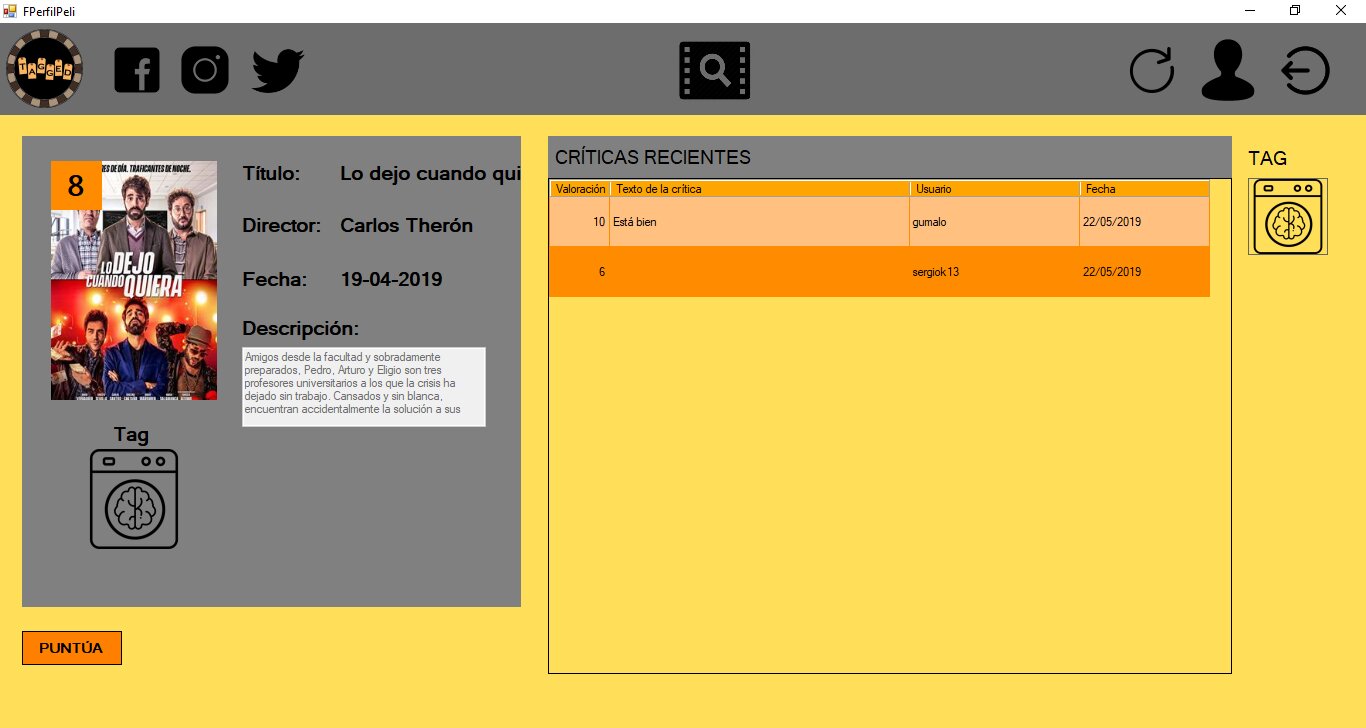 FPerfilPeli
TAGGED
8
RES DE DÍA. TRAFICANTES DE NOCHE.
LO DEJO
CUANDO QUIERA
Título: Lo dejo cuando qui
Director: Carlos Therón
Fecha: 19-04-2019
Descripción:
Amigos desde la facultad y sobradamente
preparados, Pedro, Arturo y Eligio son tres
profesores universitarios a los que la crisis ha
dejado sin trabajo. Cansados y sin blanca,
encuentran accidentalmente la solución a sus
Tag
PUNTÚA
CRÍTICAS RECIENTES
Valoración Texto de la crítica Usuario Fecha
10 Está bien gumalo 22/05/2019
6 sergiok13 22/05/2019
TAG